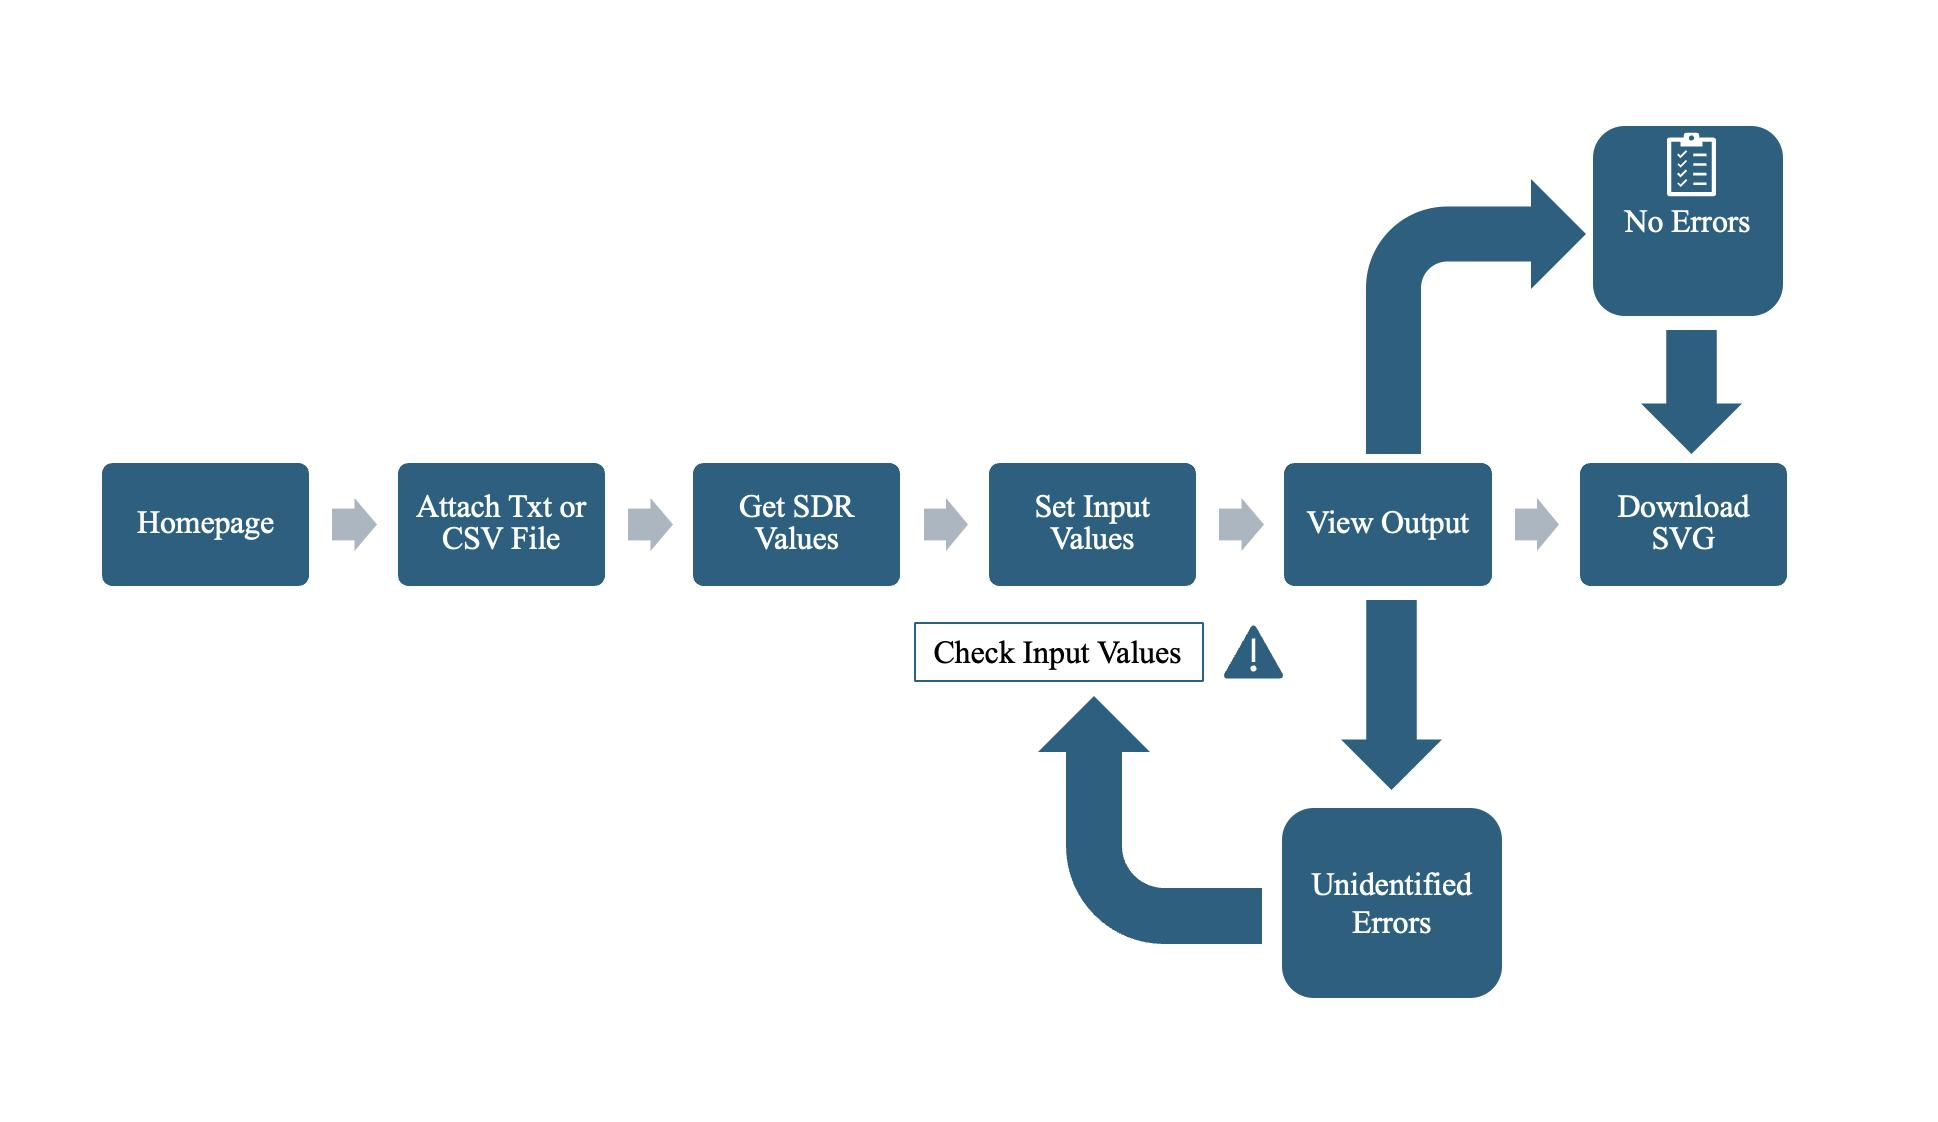 No Errors
Homepage
Attach Txt or
CSV File
Get SDR
Values
Set Input
Values
View Output
Download
SVG
Check Input Values
Unidentified
Errors